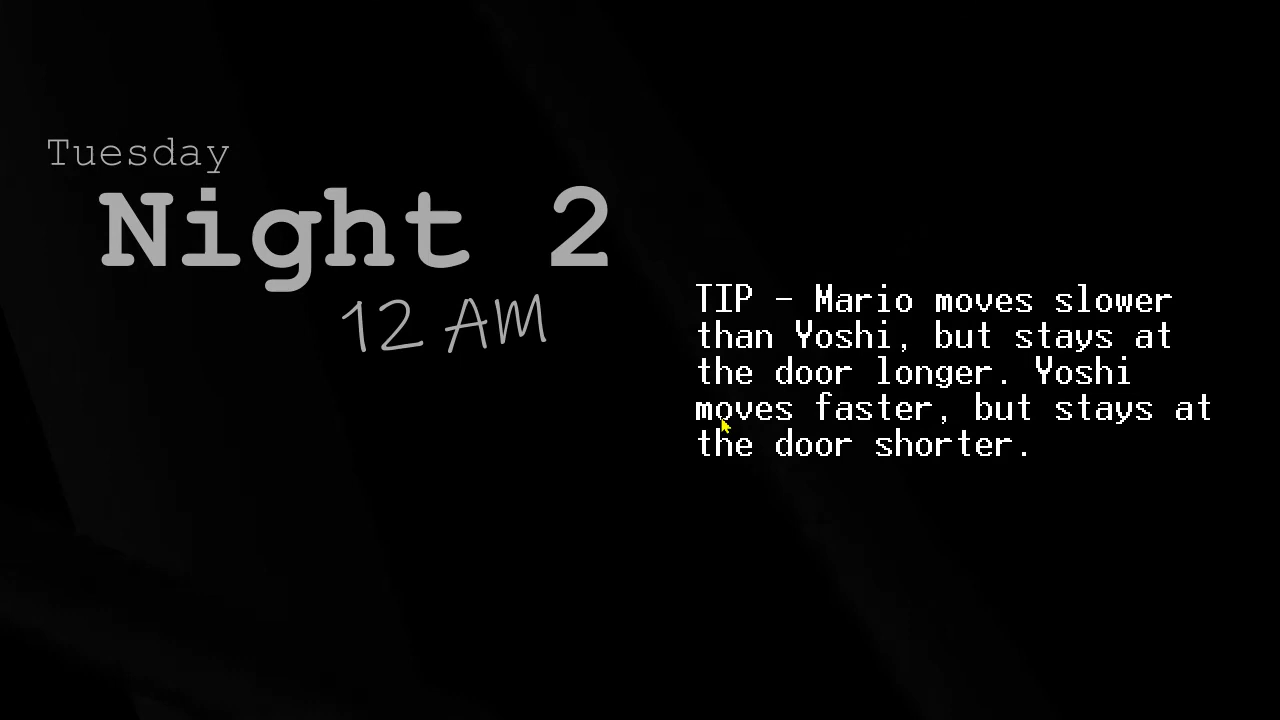 Tuesday
Night 2
12 AM
TIP - Mario moves slower
than Yoshi, but stays at
the door longer. Yoshi
moves faster, but stays at
the door shorter.